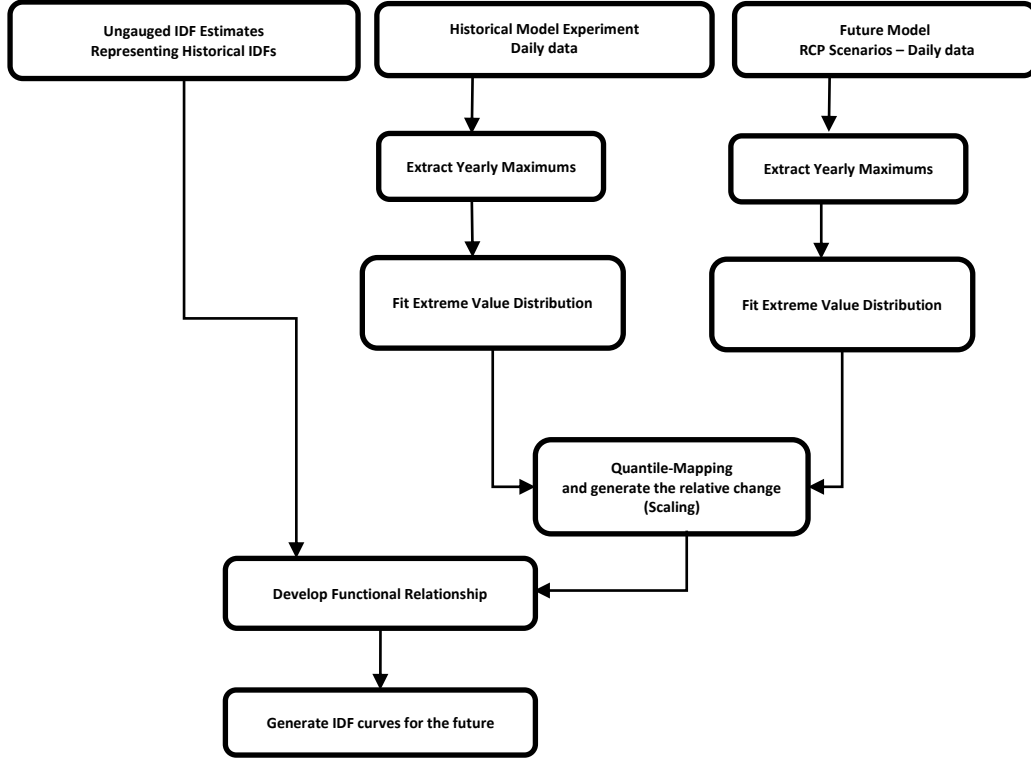 Ungauged IDF Estimates
Representing Historical IDFs
Historical Model Experiment
Daily data
Future Model
RCP Scenarios – Daily data
Extract Yearly Maximums
Extract Yearly Maximums
Fit Extreme Value Distribution
Fit Extreme Value Distribution
Quantile-Mapping
and generate the relative change
(Scaling)
Develop Functional Relationship
Generate IDF curves for the future